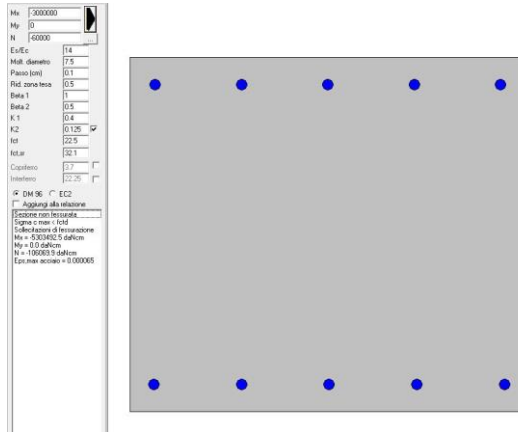 Mx -3000000
My 0
N -60000
...
Es/Ec 14
Molt. diametro 7.5
Passo (cm) 0.1
Rid. zona tesa 0.5
Beta 1 1
Beta 2 0.5
K 1 0.4
K2 0.125
fct 22.5
fct,ir 32.1
Copriferro 3.7
Interferro 22.25
DM 96 EC2
Aggiungi alla relazione
Sezione non fessurata
Sigma c max < fctd
Sollecitazioni di fessurazione
Mx = -5303492.5 daNcm
My = 0.0 daNcm
N = -106069.9 daNcm
Eps,max acciaio = 0.000065